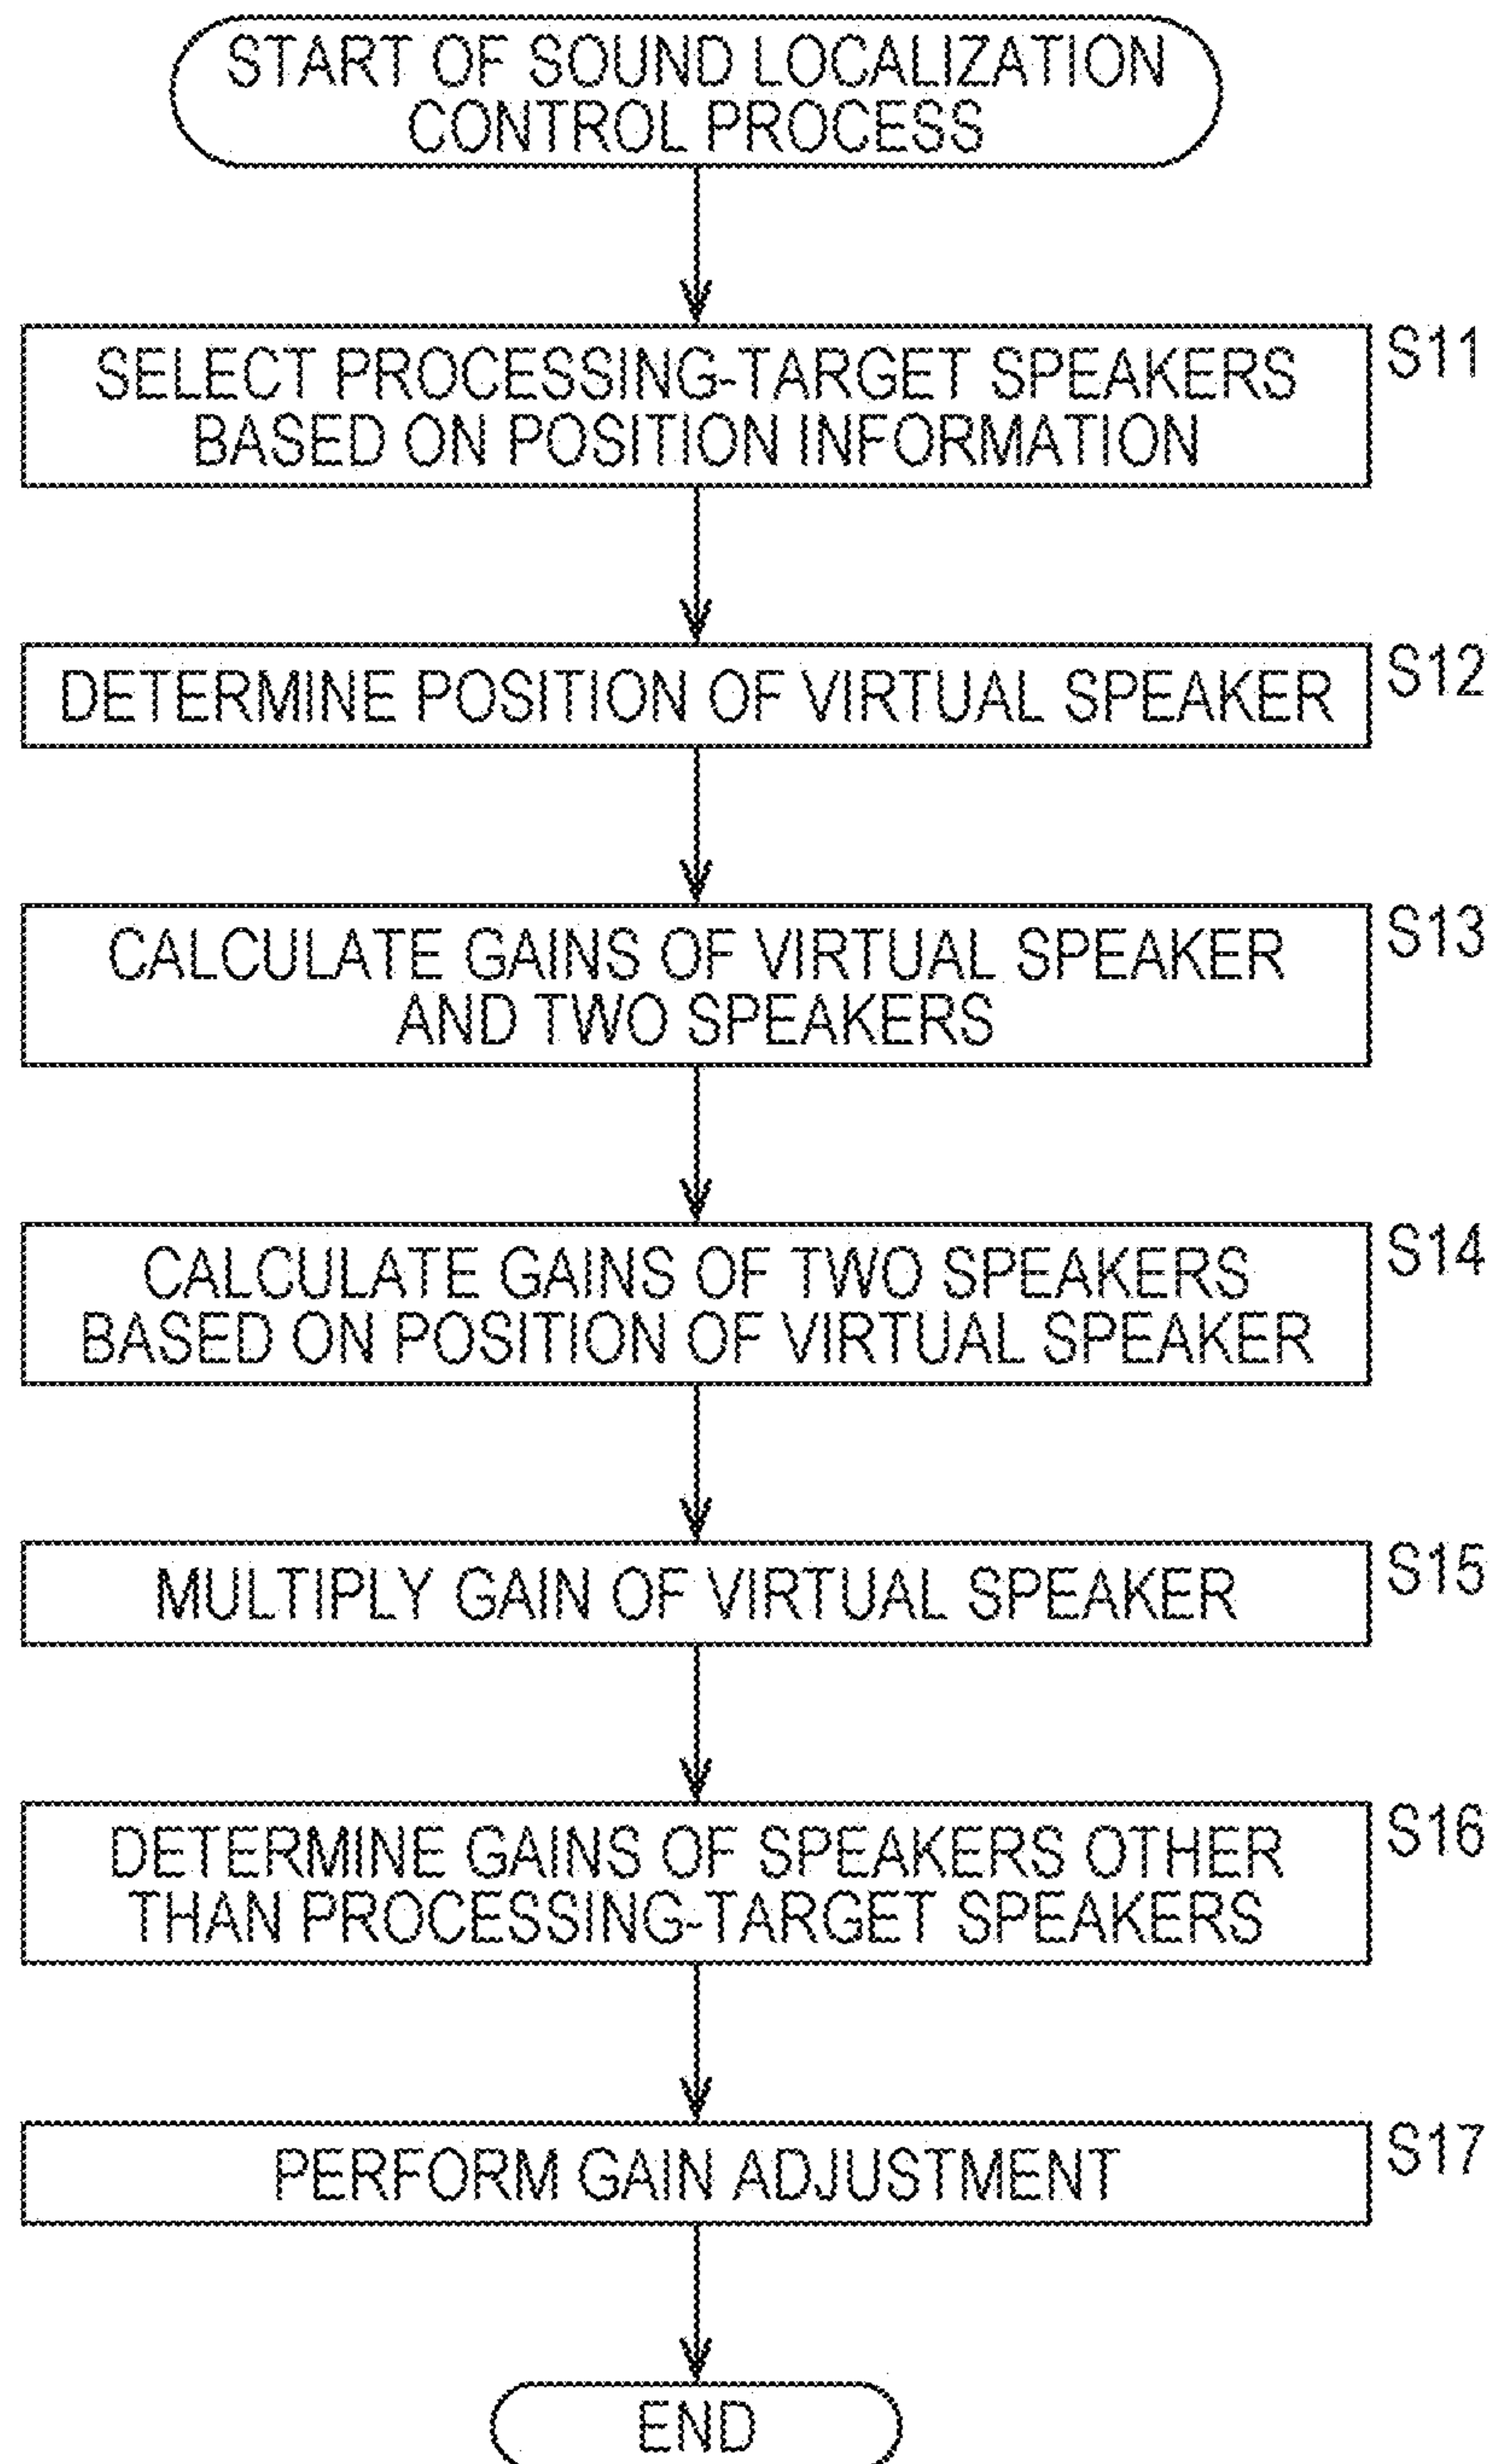 START OF SOUND LOCALIZATION
CONTROL PROCESS
SELECT PROCESSING-TARGET SPEAKERS
BASED ON POSITION INFORMATION
S11
DETERMINE POSITION OF VIRTUAL SPEAKER
S12
CALCULATE GAINS OF VIRTUAL SPEAKER
AND TWO SPEAKERS
S13
CALCULATE GAINS OF TWO SPEAKERS
BASED ON POSITION OF VIRTUAL SPEAKER
S14
MULTIPLY GAIN OF VIRTUAL SPEAKER
S15
DETERMINE GAINS OF SPEAKERS OTHER
THAN PROCESSING-TARGET SPEAKERS
S16
PERFORM GAIN ADJUSTMENT
S17
END